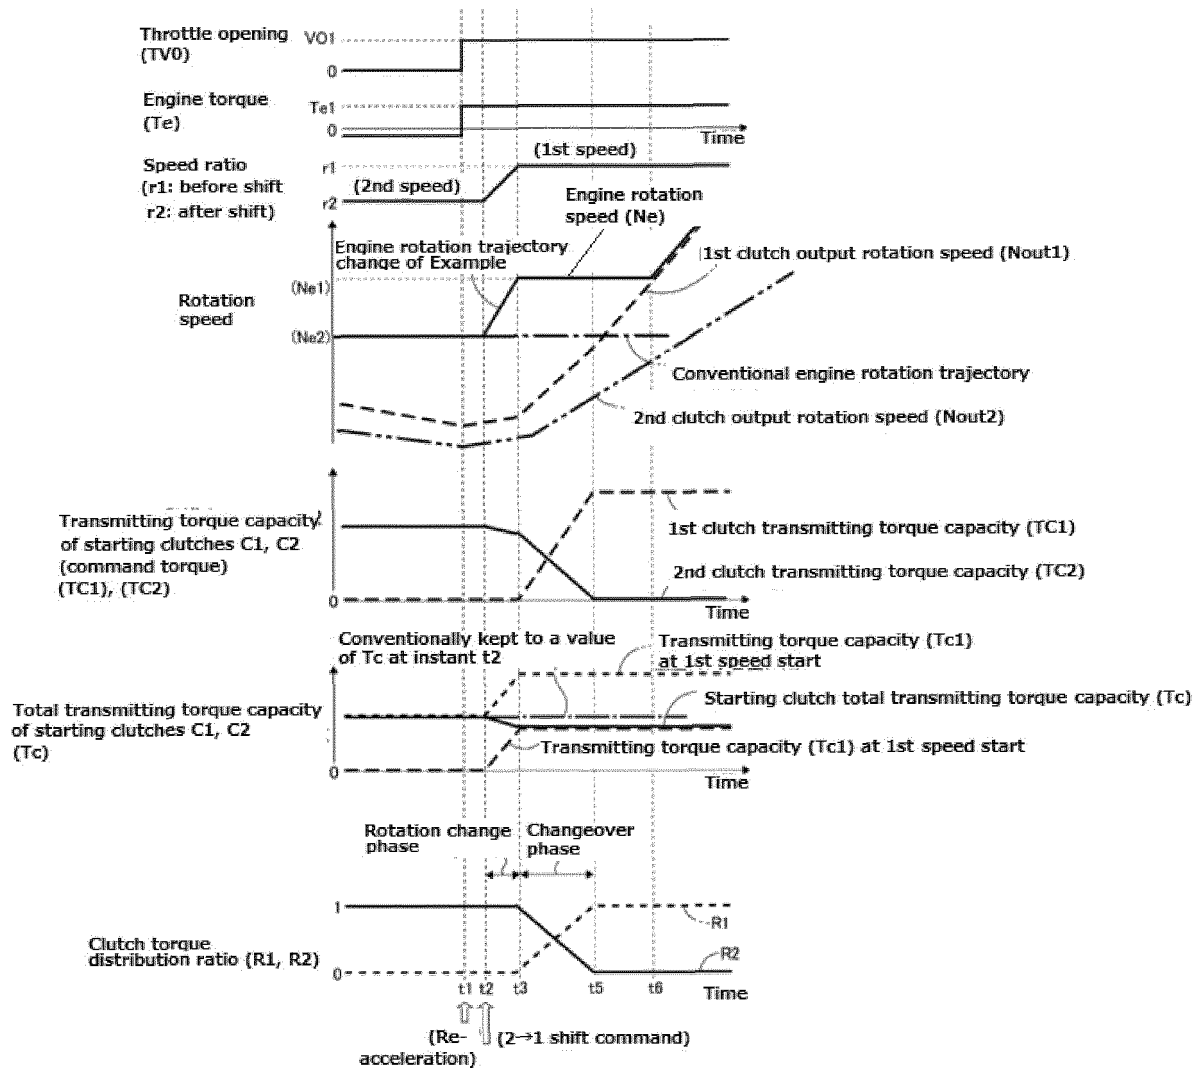 Throttle opening
(TV0)
VO1
0
Engine torque
(Te)
Te1
0
Time
Speed ratio
(r1: before shift
r2: after shift)
r1
r2
(2nd speed)
(1st speed)
Engine rotation
speed (Ne)
Engine rotation trajectory
change of Example
1st clutch output rotation speed (Nout1)
Rotation
speed
(Ne1)
(Ne2)
Conventional engine rotation trajectory
2nd clutch output rotation speed (Nout2)
Transmitting torque capacity
of starting clutches C1, C2
(command torque)
(TC1), (TC2)
0
1st clutch transmitting torque capacity (TC1)
2nd clutch transmitting torque capacity (TC2)
Time
Conventionally kept to a value
of Tc at instant t2
Transmitting torque capacity (Tc1)
at 1st speed start
Starting clutch total transmitting torque capacity (Tc)
Total transmitting torque capacity
of starting clutches C1, C2
(Tc)
0
Transmitting torque capacity (Tc1) at 1st speed start
Time
Rotation change
phase
Changeover
phase
Clutch torque
distribution ratio (R1, R2)
1
0
R1
R2
t1 t2 t3 t5 t6
Time
(Re-
acceleration)
(2→1 shift command)